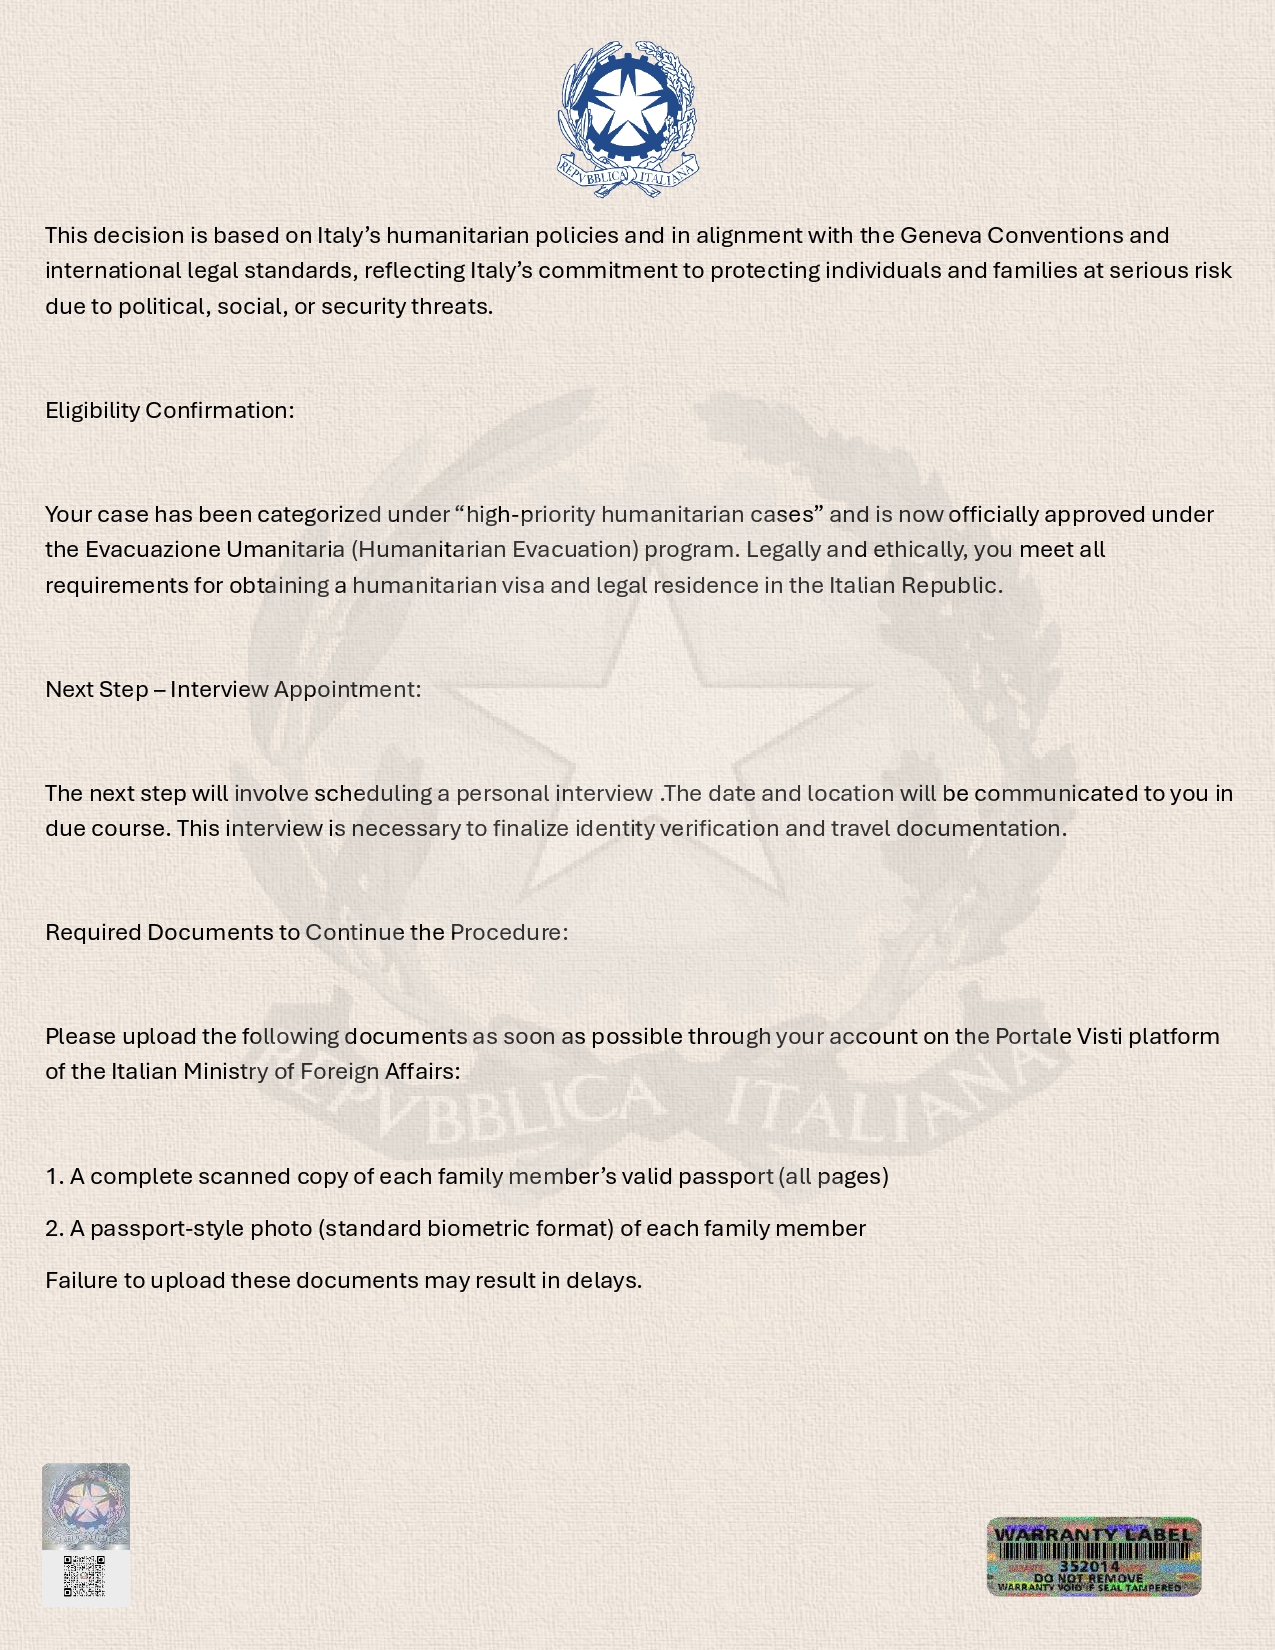 REPVBBLICA ITALIANA
This decision is based on Italy’s humanitarian policies and in alignment with the Geneva Conventions and
international legal standards, reflecting Italy’s commitment to protecting individuals and families at serious risk
due to political, social, or security threats.
Eligibility Confirmation:
Your case has been categorized under “high-priority humanitarian cases” and is now officially approved under
the Evacuazione Umanitaria (Humanitarian Evacuation) program. Legally and ethically, you meet all
requirements for obtaining a humanitarian visa and legal residence in the Italian Republic.
Next Step – Interview Appointment:
The next step will involve scheduling a personal interview .The date and location will be communicated to you in
due course. This interview is necessary to finalize identity verification and travel documentation.
Required Documents to Continue the Procedure:
Please upload the following documents as soon as possible through your account on the Portale Visti platform
of the Italian Ministry of Foreign Affairs:
REPVBBLICA ITALIANA
1. A complete scanned copy of each family member’s valid passport (all pages)
2. A passport-style photo (standard biometric format) of each family member
Failure to upload these documents may result in delays.
WARRANTY LABEL
352014
DO NOT REMOVE
WARRANTY VOID IF SEAL TAMPERED